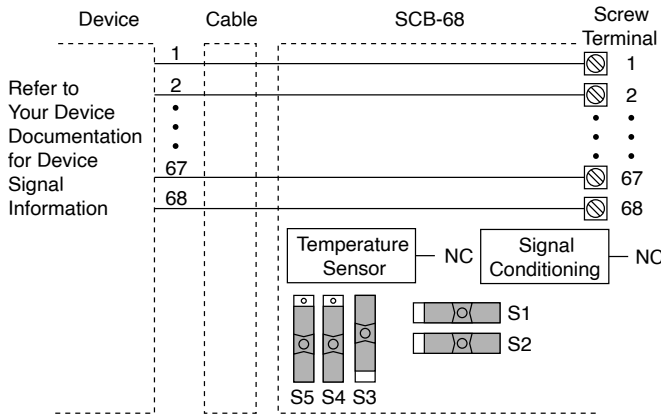 Device
Cable
SCB-68
Screw
Terminal
1
1
Refer to
Your Device
Documentation
for Device
Signal
Information
2
2
67
67
68
68
Temperature
Sensor
NC
Signal
Conditioning
NC
S1
S2
S5
S4
S3